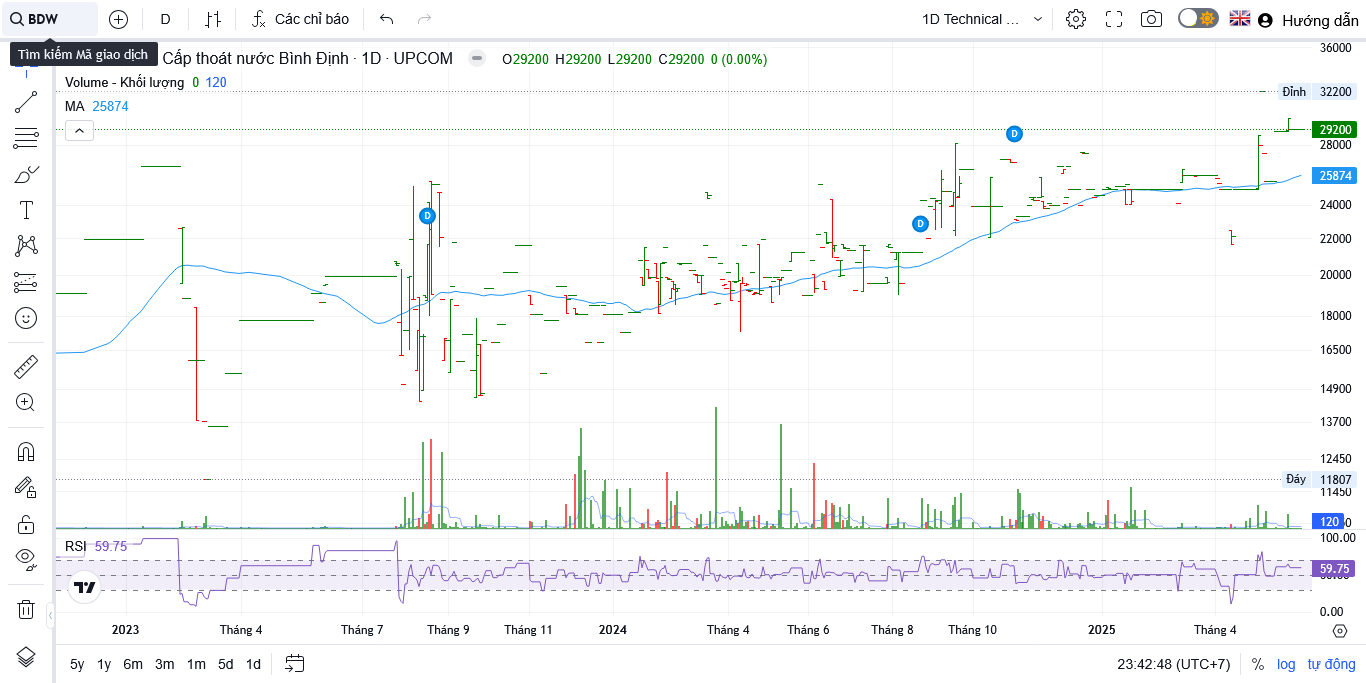 BDW D Các chỉ báo 1D Technical ... Hướng dẫn
Tìm kiếm Mã giao dịch
Cấp thoát nước Bình Định · 1D · UPCOM O29200 H29200 L29200 C29200 0 (0.00%)
Volume - Khối lượng 0 120
MA 25874
36000
Đỉnh 32200
29200
28000
25874
24000
22000
20000
18000
16500
14900
13700
12450
Đáy 11807
11450
120
D
D
D
RSI 59.75
100.00
59.75
0.00
2023 Tháng 4 Tháng 7 Tháng 9 Tháng 11 2024 Tháng 4 Tháng 6 Tháng 8 Tháng 10 2025 Tháng 4
5y 1y 6m 3m 1m 5d 1d 23:42:48 (UTC+7) % log tự động